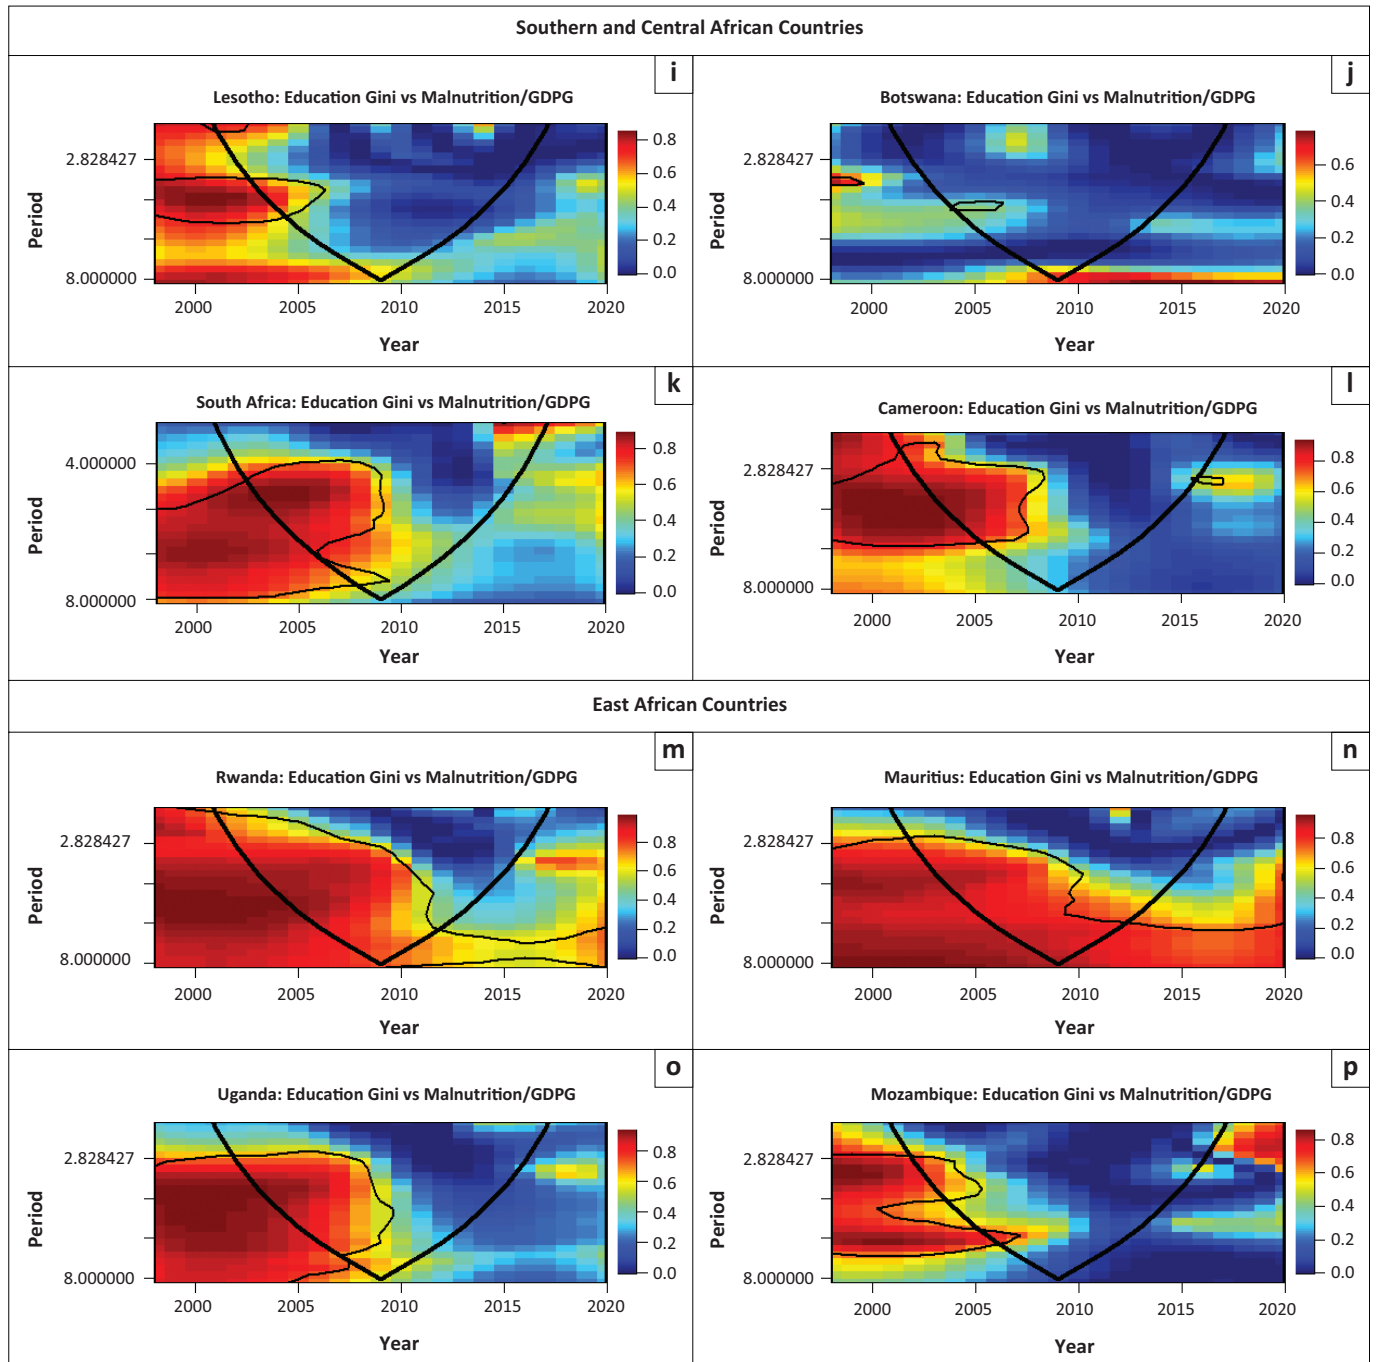 Southern and Central African Countries
i
Lesotho: Education Gini vs Malnutrition/GDPG
Period
2.828427
8.000000
2000 2005 2010 2015 2020
Year
0.8
0.6
0.4
0.2
0.0
j
Botswana: Education Gini vs Malnutrition/GDPG
Period
2.828427
8.000000
2000 2005 2010 2015 2020
Year
0.6
0.4
0.2
0.0
k
South Africa: Education Gini vs Malnutrition/GDPG
Period
4.000000
8.000000
2000 2005 2010 2015 2020
Year
0.8
0.6
0.4
0.2
0.0
l
Cameroon: Education Gini vs Malnutrition/GDPG
Period
2.828427
8.000000
2000 2005 2010 2015 2020
Year
0.8
0.6
0.4
0.2
0.0
East African Countries
m
Rwanda: Education Gini vs Malnutrition/GDPG
Period
2.828427
8.000000
2000 2005 2010 2015 2020
Year
0.8
0.6
0.4
0.2
0.0
n
Mauritius: Education Gini vs Malnutrition/GDPG
Period
2.828427
8.000000
2000 2005 2010 2015 2020
Year
0.8
0.6
0.4
0.2
0.0
o
Uganda: Education Gini vs Malnutrition/GDPG
Period
2.828427
8.000000
2000 2005 2010 2015 2020
Year
0.8
0.6
0.4
0.2
0.0
p
Mozambique: Education Gini vs Malnutrition/GDPG
Period
2.828427
8.000000
2000 2005 2010 2015 2020
Year
0.8
0.6
0.4
0.2
0.0